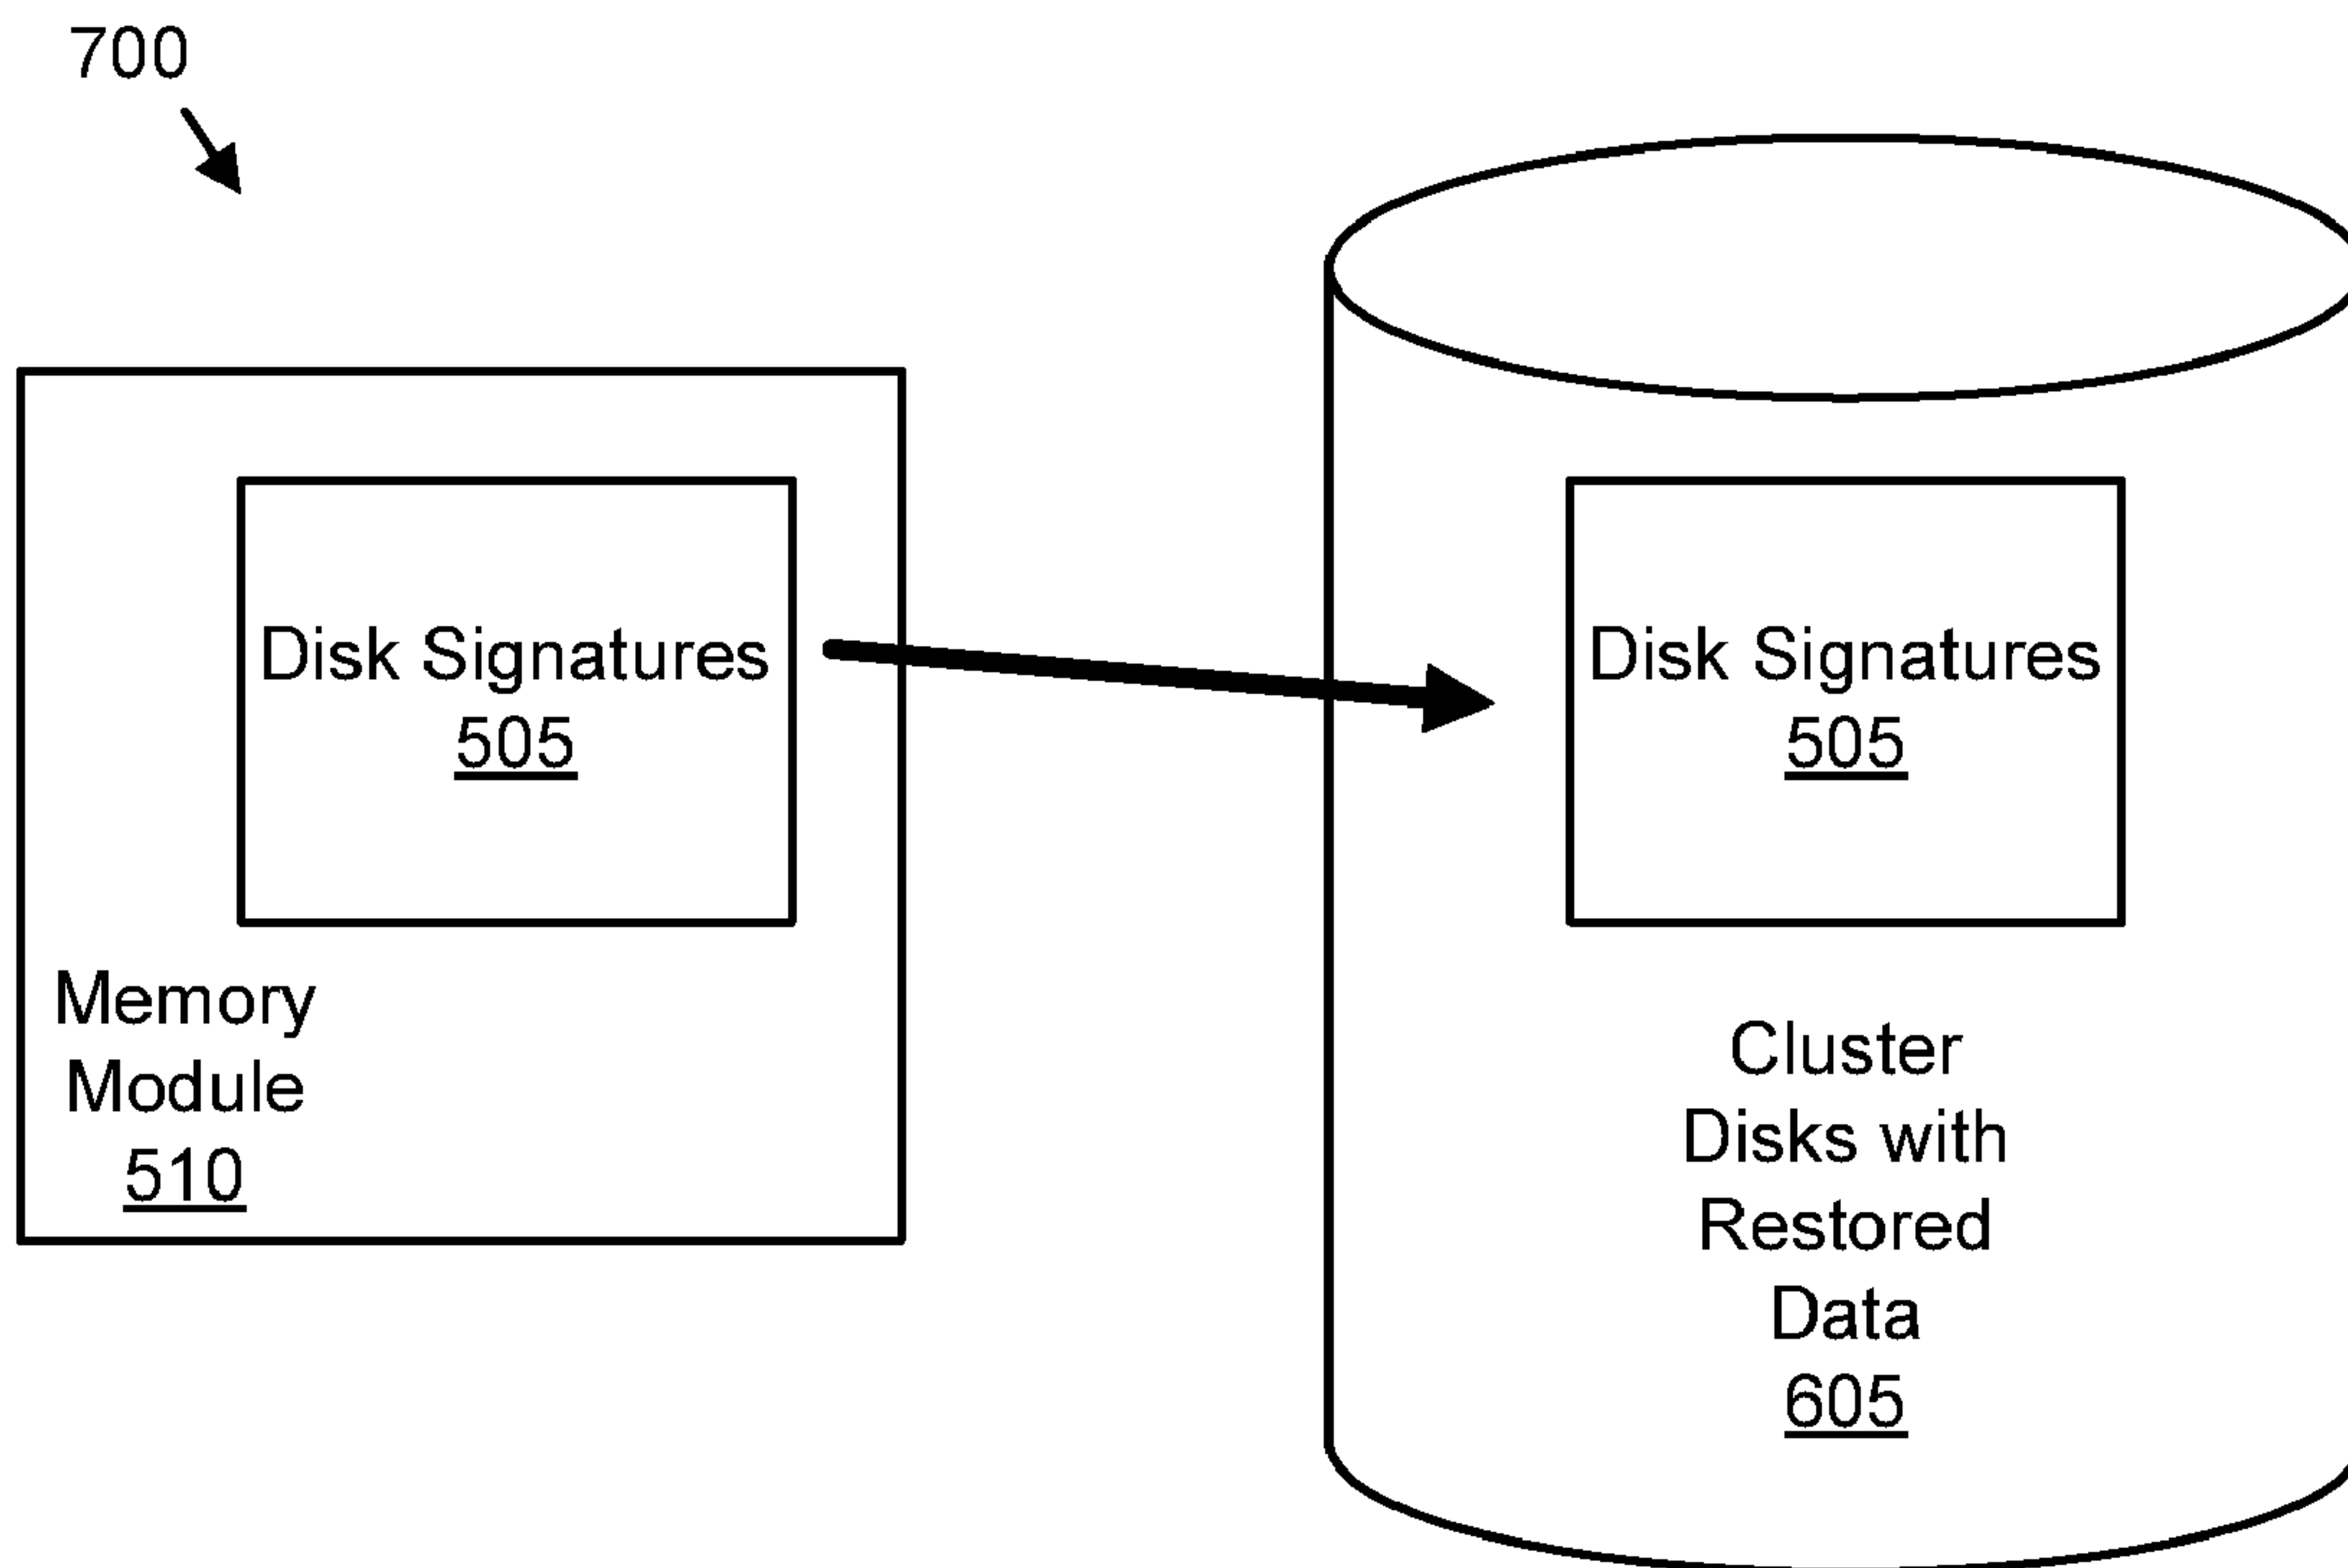 700
Disk Signatures
505
Memory
Module
510
Disk Signatures
505
Cluster
Disks with
Restored
Data
605